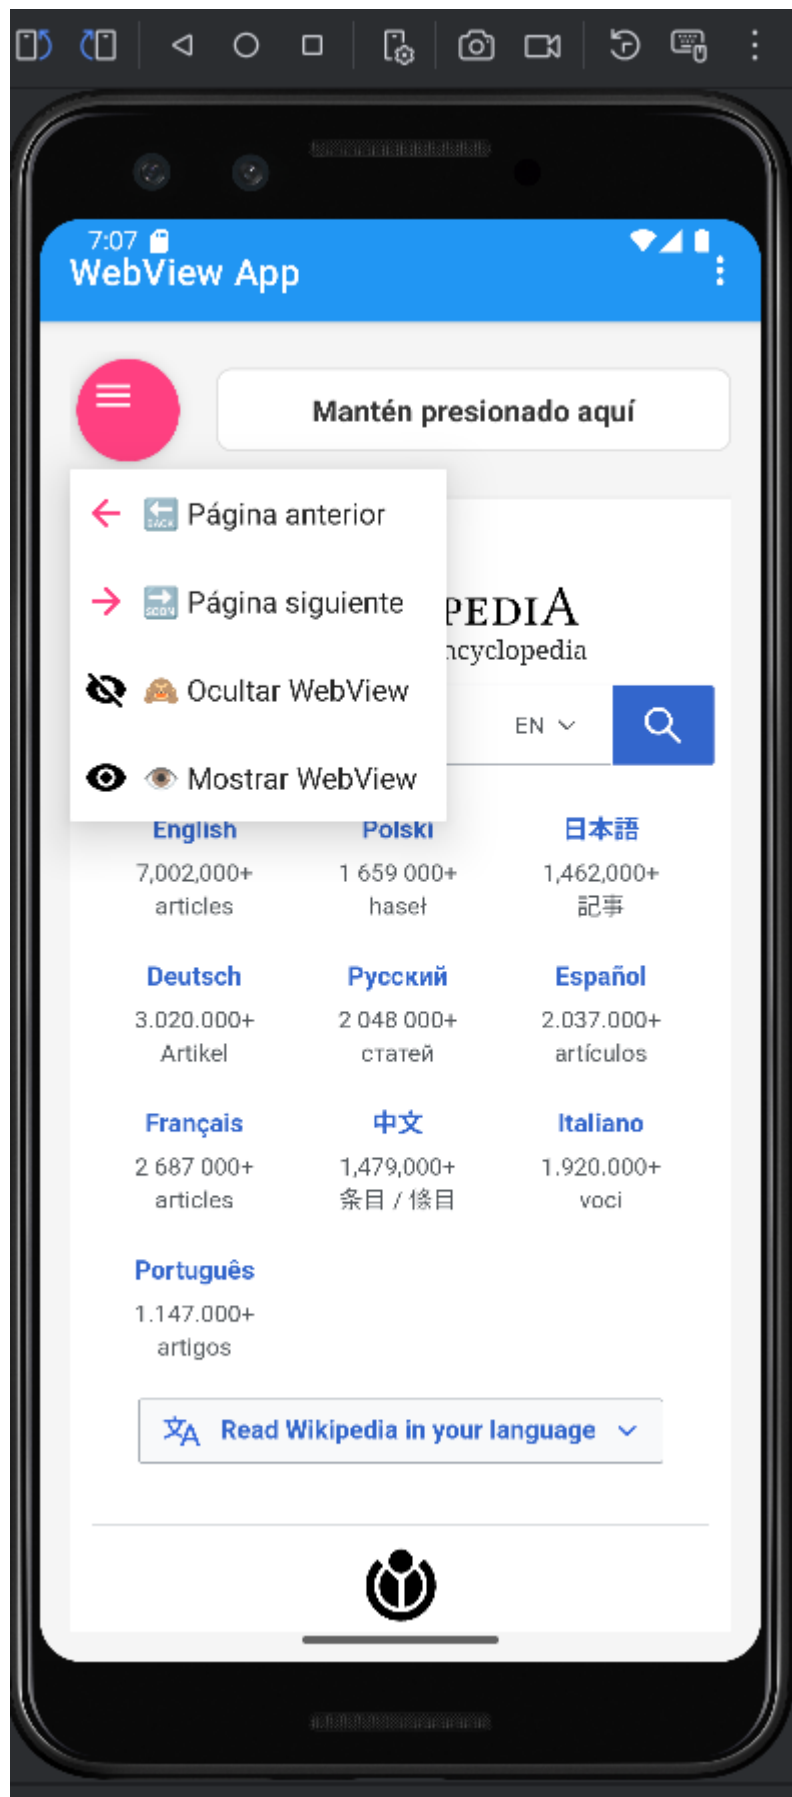 7:07
WebView App
Mantén presionado aquí
🔙 Página anterior
🔜 Página siguiente
🙈 Ocultar WebView
👁 Mostrar WebView
PEDIA
ncyclopedia
EN
English
7,002,000+
articles
Polski
1 659 000+
haseł
日本語
1,462,000+
記事
Deutsch
3.020.000+
Artikel
Русский
2 048 000+
статей
Español
2.037.000+
artículos
Français
2 687 000+
articles
中文
1,479,000+
条目 / 條目
Italiano
1.920.000+
voci
Português
1.147.000+
artigos
Read Wikipedia in your language